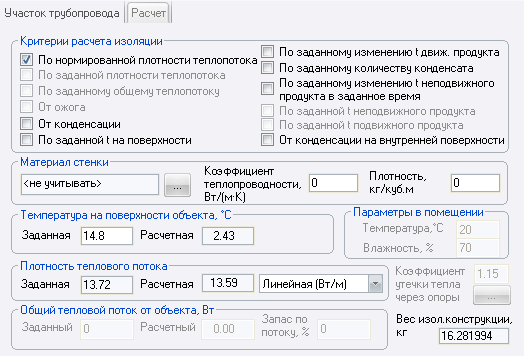 Участок трубопровода Расчет
Критерии расчета изоляции
По нормированной плотности теплопотока
По заданной плотности теплопотока
По заданному общему теплопотоку
От ожога
От конденсации
По заданной t на поверхности
По заданному изменению t движ. продукта
По заданному количеству конденсата
По заданному изменению t неподвижного
продукта в заданное время
По заданной t неподвижного продукта
По заданной t подвижного продукта
От конденсации на внутренней поверхности
Материал стенки
<не учитывать> ...
Коэффициент
теплопроводности,
Вт/(м·К)
0
Плотность,
кг/куб.м
0
Температура на поверхности объекта, °С
Заданная 14.8 Расчетная 2.43
Параметры в помещении
Температура,°С 20
Влажность, % 70
Плотность теплового потока
Заданная 13.72 Расчетная 13.59 Линейная (Вт/м)
Коэффициент
утечки тепла
через опоры
1.15
...
Общий тепловой поток от объекта, Вт
Заданный 0 Расчетный 0.00
Запас по
потоку, %
0
Вес изол.конструкции,
кг 16.281994